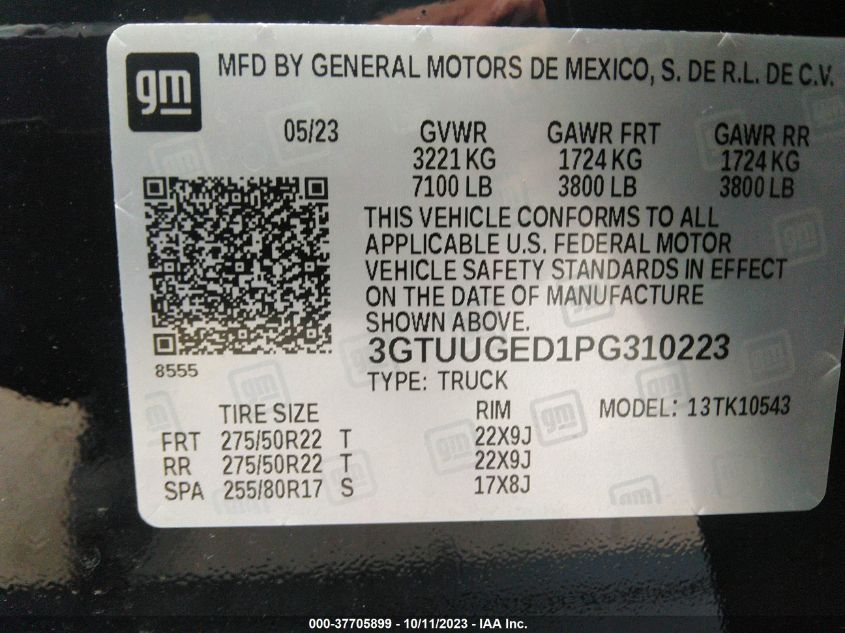 gm
MFD BY GENERAL MOTORS DE MEXICO, S. DE R.L. DE C.V.
05/23 GVWR GAWR FRT GAWR RR
3221 KG 1724 KG 1724 KG
7100 LB 3800 LB 3800 LB
THIS VEHICLE CONFORMS TO ALL
APPLICABLE U.S. FEDERAL MOTOR
VEHICLE SAFETY STANDARDS IN EFFECT
ON THE DATE OF MANUFACTURE
SHOWN ABOVE.
3GTUUGED1PG310223
8555
TYPE: TRUCK
TIRE SIZE RIM MODEL: 13TK10543
FRT 275/50R22 T 22X9J
RR 275/50R22 T 22X9J
SPA 255/80R17 S 17X8J
000-37705899 - 10/11/2023 - IAA Inc.